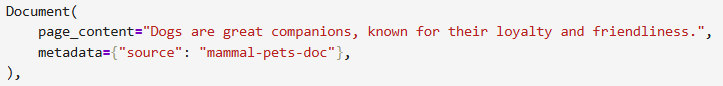 Document(
    page_content="Dogs are great companions, known for their loyalty and friendliness.",
    metadata={"source": "mammal-pets-doc"},
),